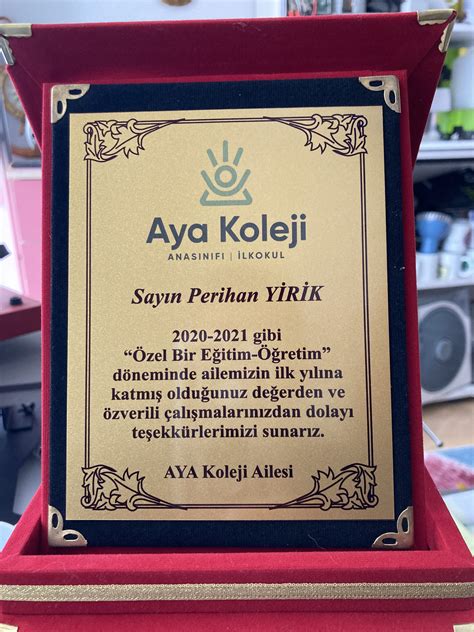 Aya Koleji
ANASINIFI | İLKOKUL
Sayın Perihan YİRİK
2020-2021 gibi
“Özel Bir Eğitim-Öğretim”
döneminde ailemizin ilk yılına
katmış olduğunuz değerden ve
özverili çalışmalarınızdan dolayı
teşekkürlerimizi sunarız.
AYA Koleji Ailesi